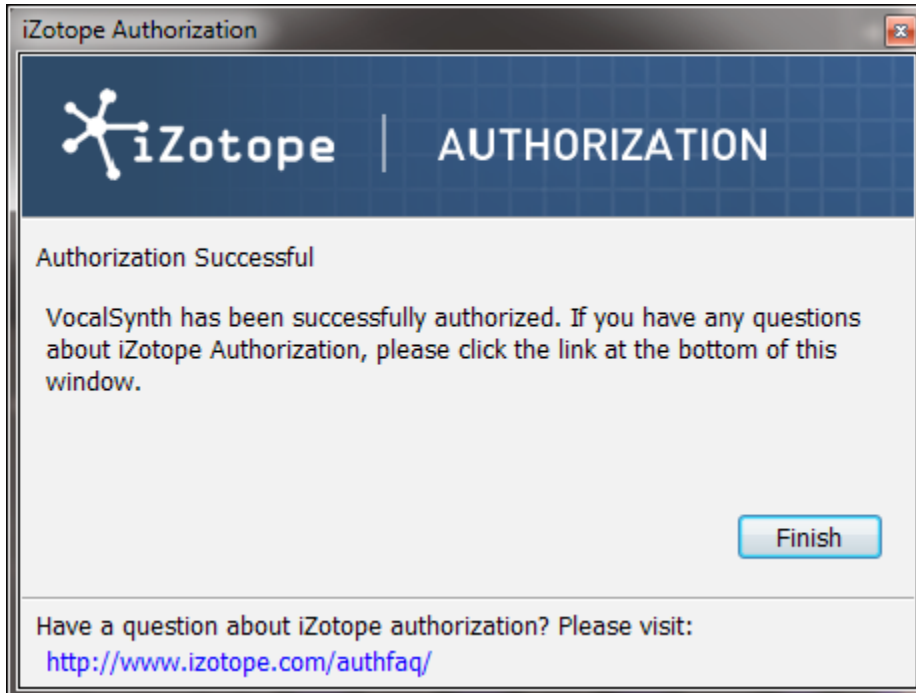 iZotope Authorization
iZotope | AUTHORIZATION
Authorization Successful
VocalSynth has been successfully authorized. If you have any questions
about iZotope Authorization, please click the link at the bottom of this
window.
Finish
Have a question about iZotope authorization? Please visit:
http://www.izotope.com/authfaq/